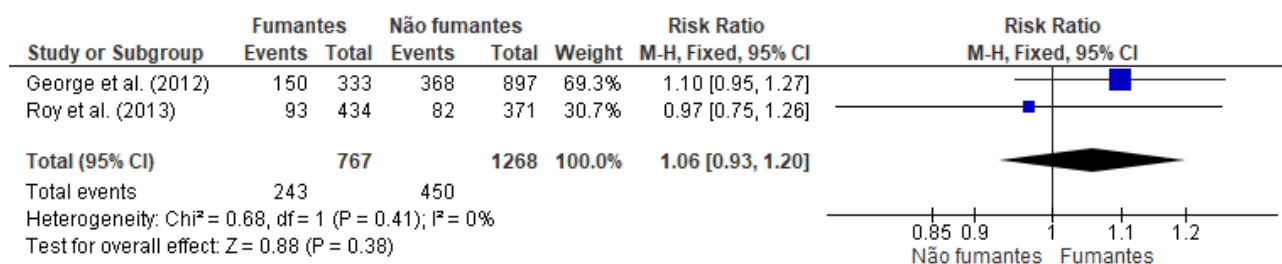 Fumantes Não fumantes Risk Ratio Risk Ratio
Study or Subgroup Events Total Events Total Weight M-H, Fixed, 95% CI M-H, Fixed, 95% CI
George et al. (2012) 150 333 368 897 69.3% 1.10 [0.95, 1.27]
Roy et al. (2013) 93 434 82 371 30.7% 0.97 [0.75, 1.26]
Total (95% CI) 767 1268 100.0% 1.06 [0.93, 1.20]
Total events 243 450
Heterogeneity: Chi² = 0.68, df = 1 (P = 0.41); I² = 0%
Test for overall effect: Z = 0.88 (P = 0.38)
0.85 0.9 1 1.1 1.2
Não fumantes Fumantes